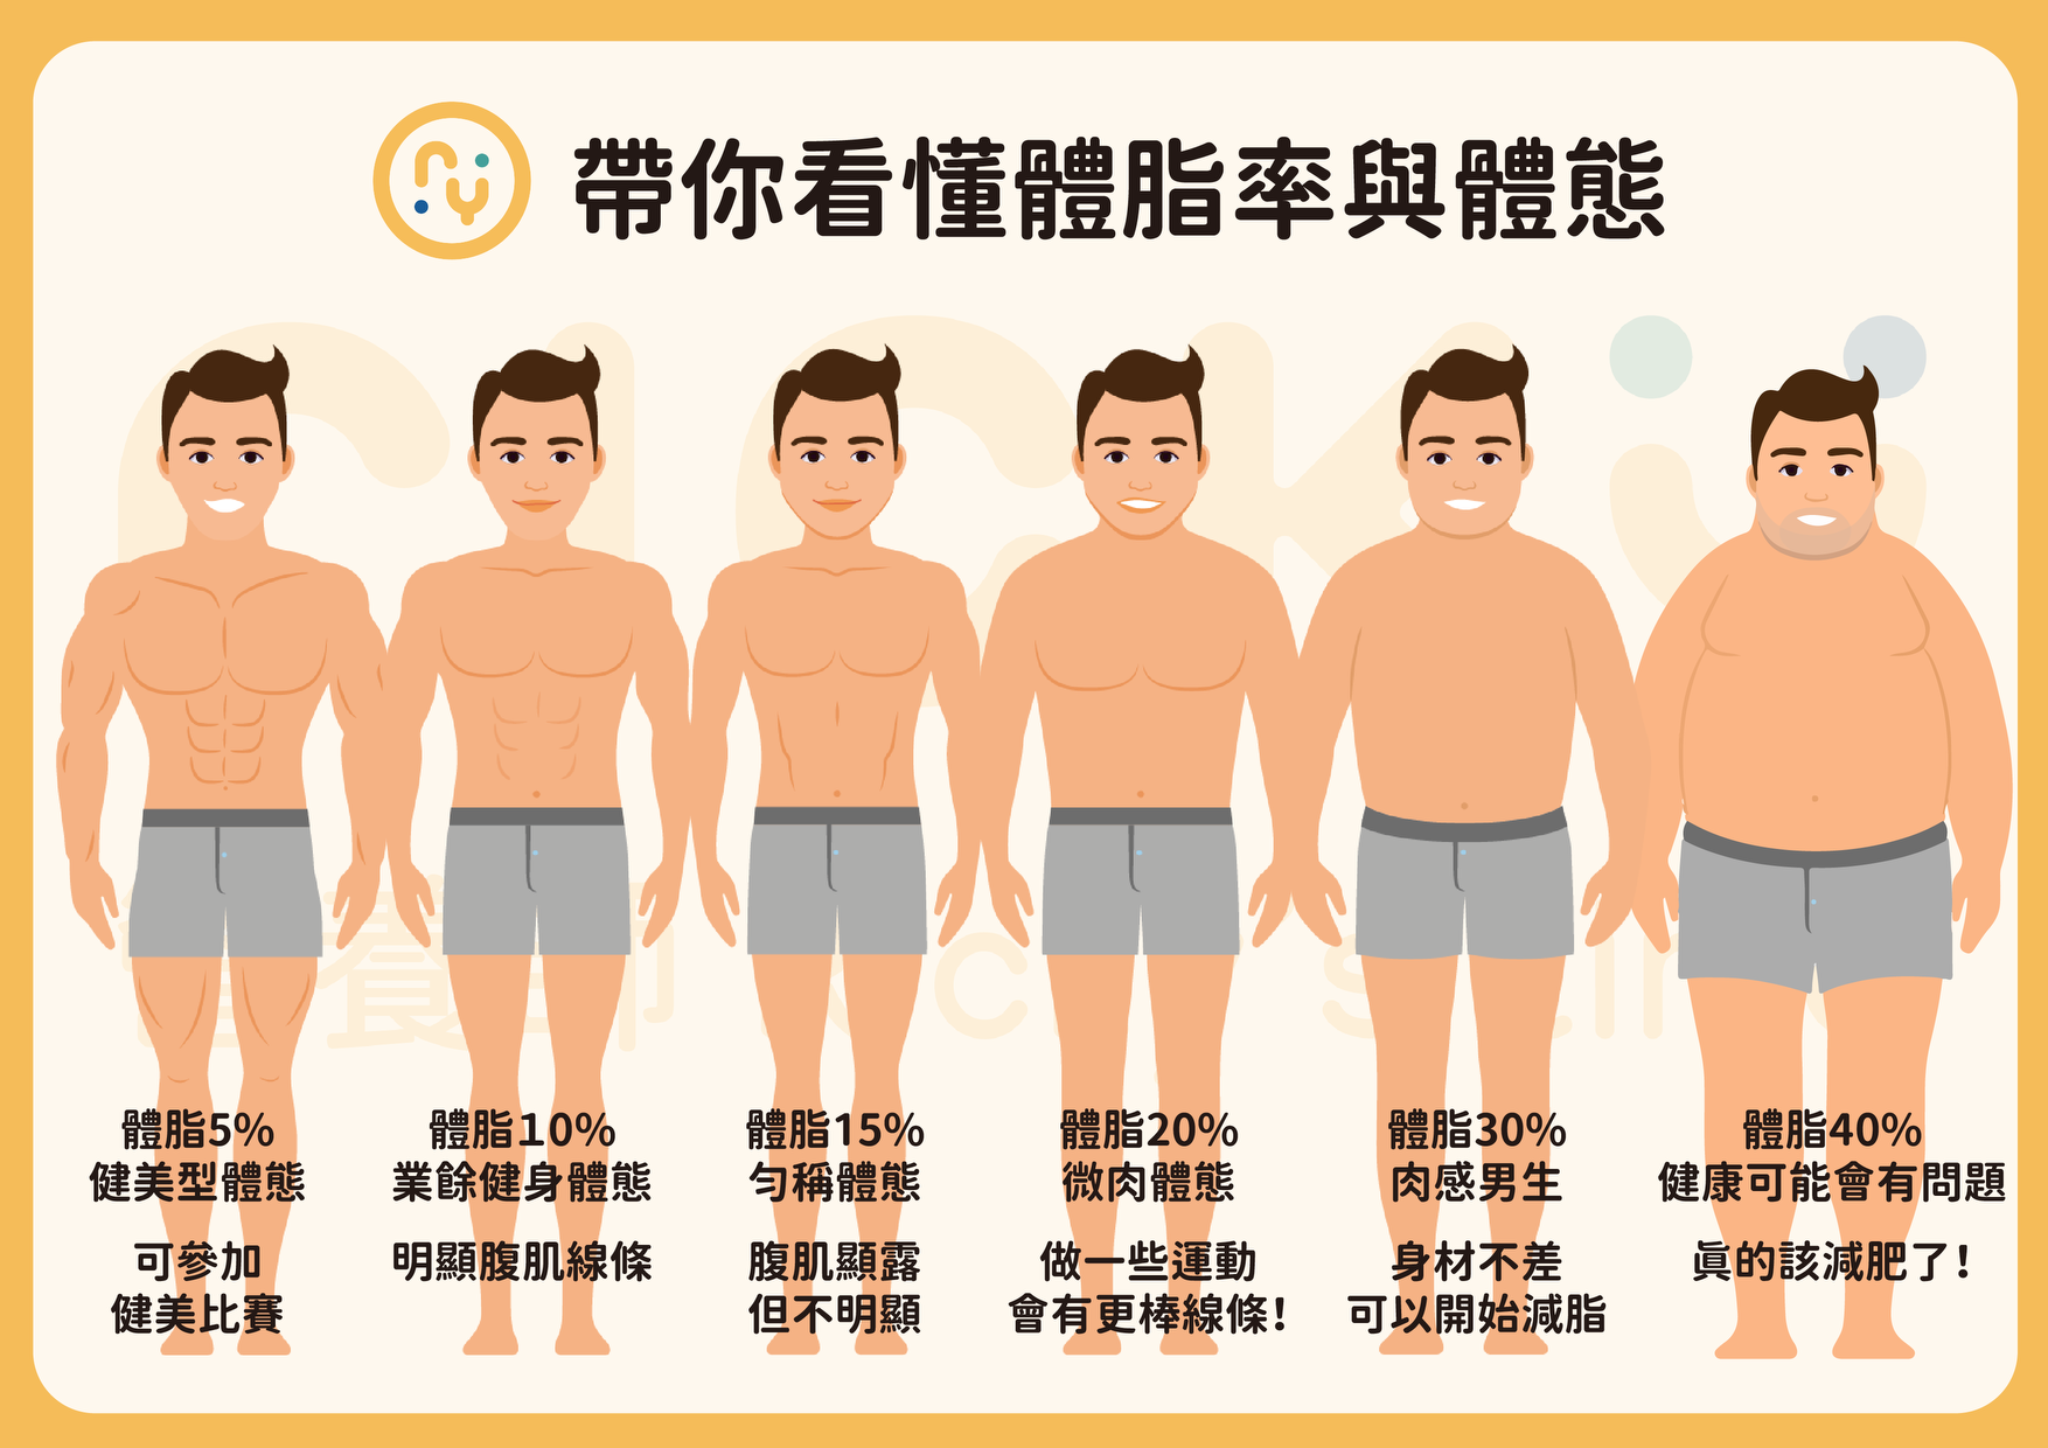 帶你看懂體脂率與體態
體脂5%
健美型體態
可參加
健美比賽
體脂10%
業餘健身體態
明顯腹肌線條
體脂15%
勻稱體態
腹肌顯露
但不明顯
體脂20%
微肉體態
做一些運動
會有更棒線條!
體脂30%
肉感男生
身材不差
可以開始減脂
體脂40%
健康可能會有問題
真的該減肥了!